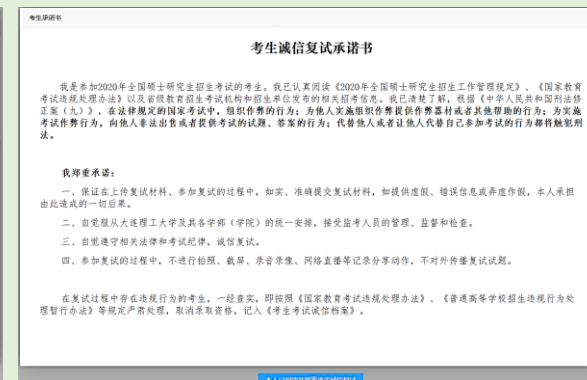 考生承诺书
考生诚信复试承诺书
我是参加2020年全国硕士研究生招生考试的考生。我已认真阅读《2020年全国硕士研究生招生工作管理规定》、《国家教育
考试违规处理办法》以及省级教育招生考试机构和招生单位发布的相关招考信息。我已清楚了解，根据《中华人民共和国刑法修
正案（九）》，在法律规定的国家考试中，组织作弊的行为；为他人实施组织作弊提供作弊器材或者其他帮助的行为；为实施
考试作弊行为，向他人非法出售或者提供考试的试题、答案的行为；代替他人或者让他人代替自己参加考试的行为都将触犯刑
法。
我郑重承诺：
一、保证在上传复试材料、参加复试的过程中，如实、准确提交复试材料，如提供虚假、错误信息或弄虚作假，本人承担
由此造成的一切后果。
二、自觉服从大连理工大学及其各学部（学院）的统一安排，接受监考人员的管理、监督和检查。
三、自觉遵守相关法律和考试纪律，诚信复试。
四、参加复试的过程中，不进行拍照、截屏、录音录像、网络直播等记录分享动作，不对外传播复试试题。
在复试过程中存在违规行为的考生，一经查实，即按照《国家教育考试违规处理办法》、《普通高等学校招生违规行为处
理暂行办法》等规定严肃处理，取消录取资格，记入《考生考试诚信档案》。